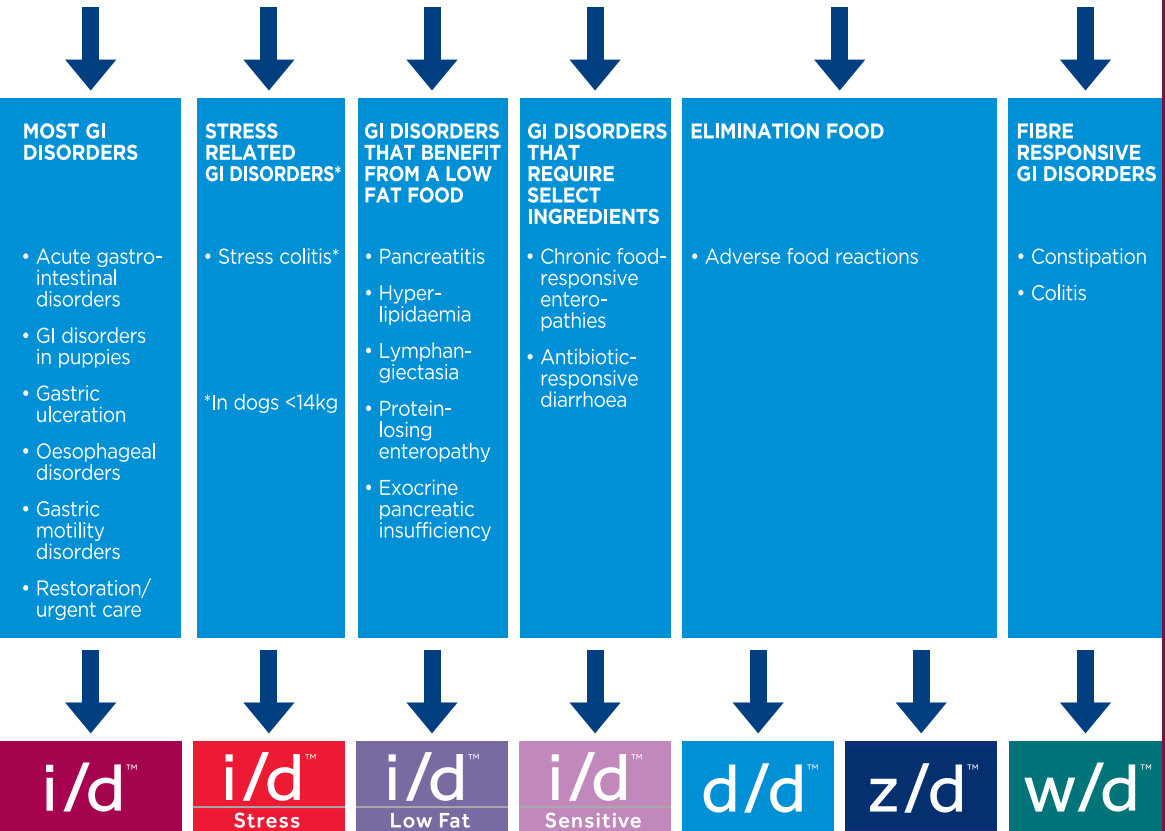 MOST GI
DISORDERS
• Acute gastro-
intestinal
disorders
• GI disorders
in puppies
• Gastric
ulceration
• Oesophageal
disorders
• Gastric
motility
disorders
• Restoration/
urgent care
STRESS
RELATED
GI DISORDERS*
• Stress colitis*
*In dogs <14kg
GI DISORDERS
THAT BENEFIT
FROM A LOW
FAT FOOD
• Pancreatitis
• Hyper-
lipidaemia
• Lymphan-
giectasia
• Protein-
losing
enteropathy
• Exocrine
pancreatic
insufficiency
GI DISORDERS
THAT
REQUIRE
SELECT
INGREDIENTS
• Chronic food-
responsive
entero-
pathies
• Antibiotic-
responsive
diarrhoea
ELIMINATION FOOD
• Adverse food reactions
FIBRE
RESPONSIVE
GI DISORDERS
• Constipation
• Colitis
i/d™
i/d™
Stress
i/d™
Low Fat
i/d™
Sensitive
d/d™
z/d™
w/d™